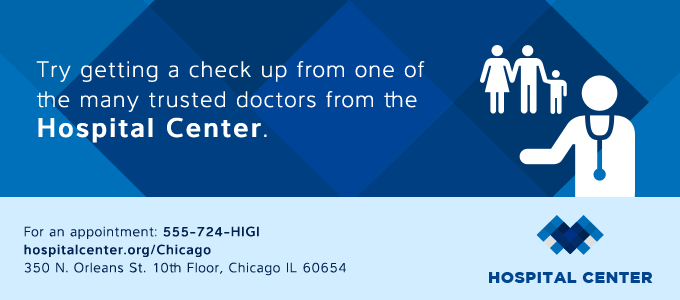 Try getting a check up from one of
the many trusted doctors from the
Hospital Center.
For an appointment: 555-724-HIGI
hospitalcenter.org/Chicago
350 N. Orleans St. 10th Floor, Chicago IL 60654
HOSPITAL CENTER